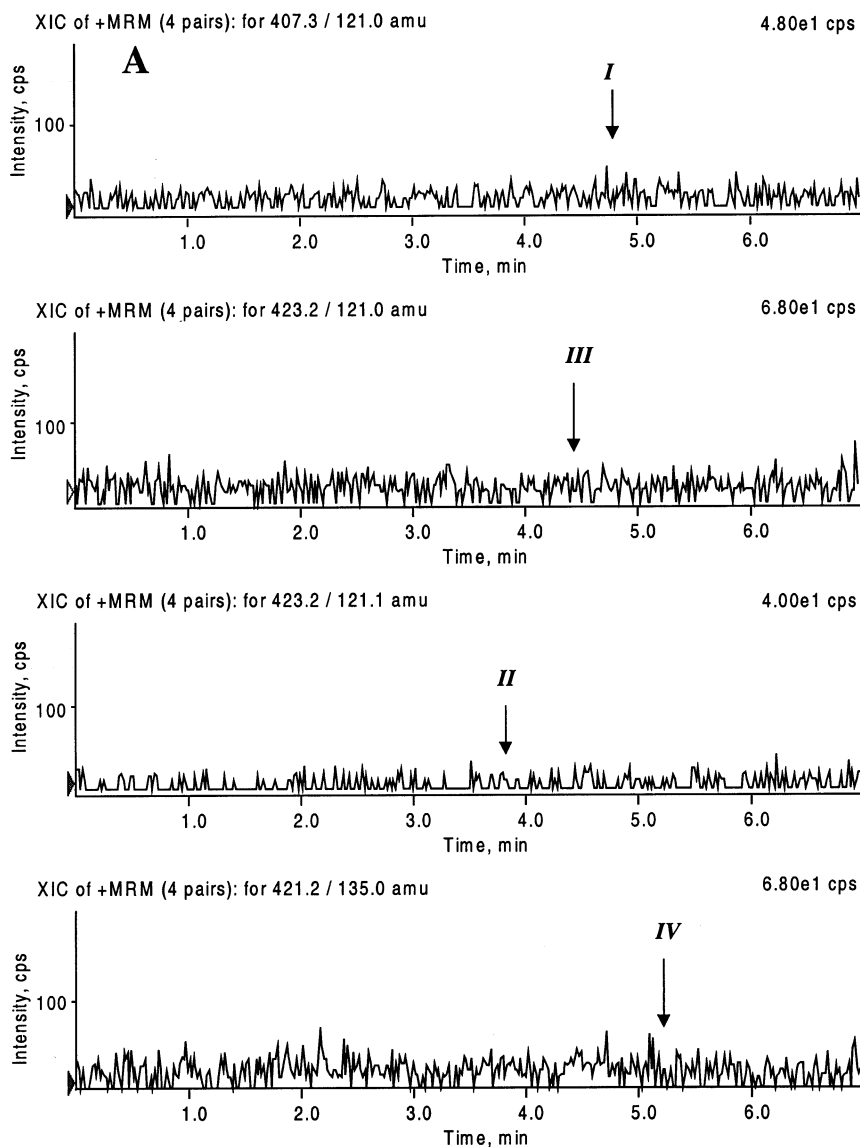 XIC of +MRM (4 pairs): for 407.3 / 121.0 amu 4.80e1 cps
A
I
Intensity, cps
100
1.0 2.0 3.0 4.0 5.0 6.0
Time, min
XIC of +MRM (4 pairs): for 423.2 / 121.0 amu 6.80e1 cps
III
Intensity, cps
100
1.0 2.0 3.0 4.0 5.0 6.0
Time, min
XIC of +MRM (4 pairs): for 423.2 / 121.1 amu 4.00e1 cps
II
Intensity, cps
100
1.0 2.0 3.0 4.0 5.0 6.0
Time, min
XIC of +MRM (4 pairs): for 421.2 / 135.0 amu 6.80e1 cps
IV
Intensity, cps
100
1.0 2.0 3.0 4.0 5.0 6.0
Time, min